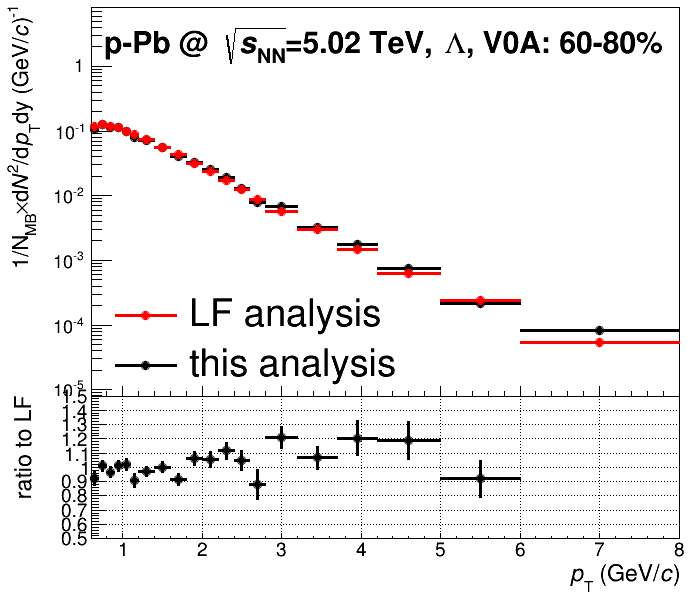 p-Pb @ √sNN=5.02 TeV, Λ, V0A: 60-80%
1/N_MB×dN²/dp_Tdy (GeV/c)⁻¹
1
10⁻¹
10⁻²
10⁻³
10⁻⁴
10⁻⁵
LF analysis
this analysis
ratio to LF
1.5
1.4
1.3
1.2
1.1
1
0.9
0.8
0.7
0.6
0.5
1 2 3 4 5 6 7 8
p_T (GeV/c)